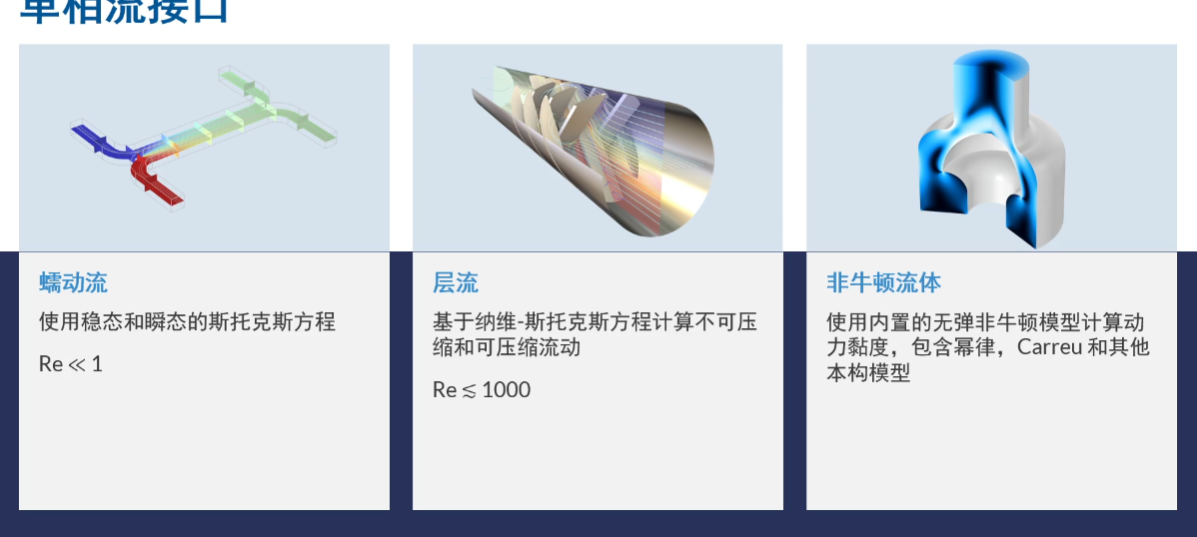 单相流接口
蠕动流
使用稳态和瞬态的斯托克斯方程
Re ≪ 1
层流
基于纳维-斯托克斯方程计算不可压
缩和可压缩流动
Re ≲ 1000
非牛顿流体
使用内置的无弹非牛顿模型计算动
力黏度，包含幂律，Carreu 和其他
本构模型